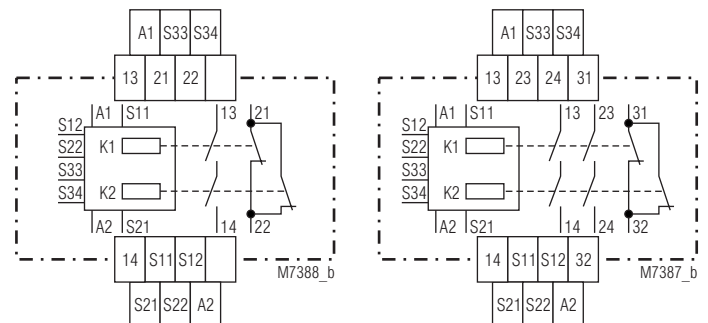 A1 S33 S34
13 21 22
A1 S11 13 21
S12
S22 K1
S33
S34 K2
A2 S21 14 22
14 S11 S12
M7388_b
S21 S22 A2
A1 S33 S34
13 23 24 31
A1 S11 13 23 31
S12
S22 K1
S33
S34 K2
A2 S21 14 24 32
14 S11 S12 32
M7387_b
S21 S22 A2